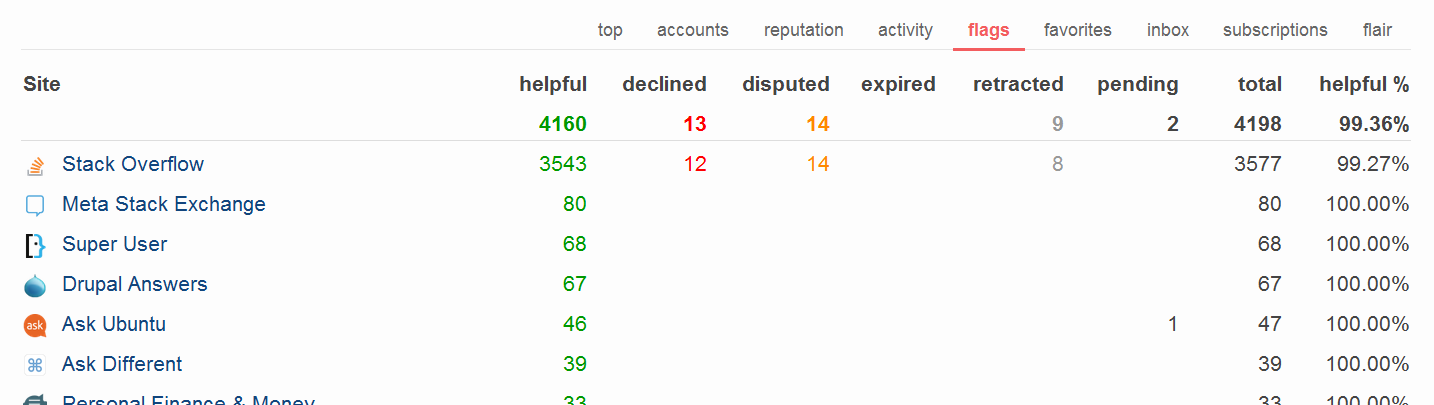 top accounts reputation activity flags favorites inbox subscriptions flair
Site helpful declined disputed expired retracted pending total helpful %
4160 13 14 9 2 4198 99.36%
Stack Overflow 3543 12 14 8 3577 99.27%
Meta Stack Exchange 80 80 100.00%
Super User 68 68 100.00%
Drupal Answers 67 67 100.00%
ask Ask Ubuntu 46 1 47 100.00%
Ask Different 39 39 100.00%
Personal Finance & Money 33 33 100.00%